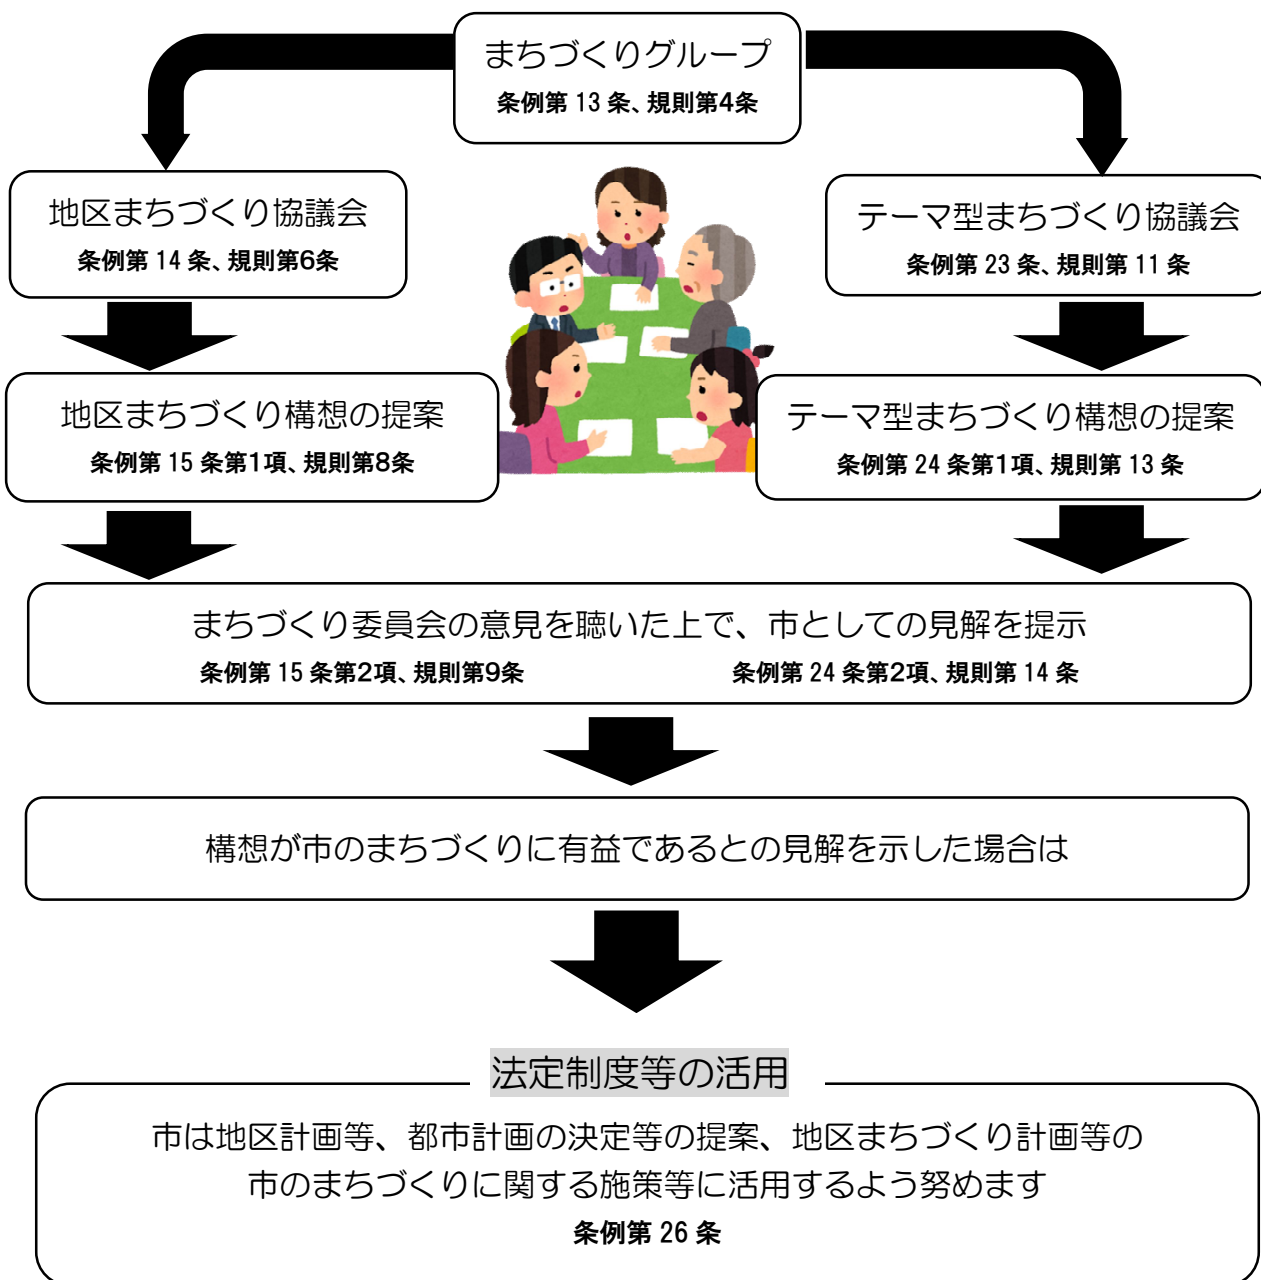 まちづくりグループ
条例第 13 条、規則第4条
地区まちづくり協議会
条例第 14 条、規則第6条
テーマ型まちづくり協議会
条例第 23 条、規則第 11 条
地区まちづくり構想の提案
条例第 15 条第1項、規則第8条
テーマ型まちづくり構想の提案
条例第 24 条第1項、規則第 13 条
まちづくり委員会の意見を聴いた上で、市としての見解を提示
条例第 15 条第2項、規則第9条
条例第 24 条第2項、規則第 14 条
構想が市のまちづくりに有益であるとの見解を示した場合は
法定制度等の活用
市は地区計画等、都市計画の決定等の提案、地区まちづくり計画等の
市のまちづくりに関する施策等に活用するよう努めます
条例第 26 条